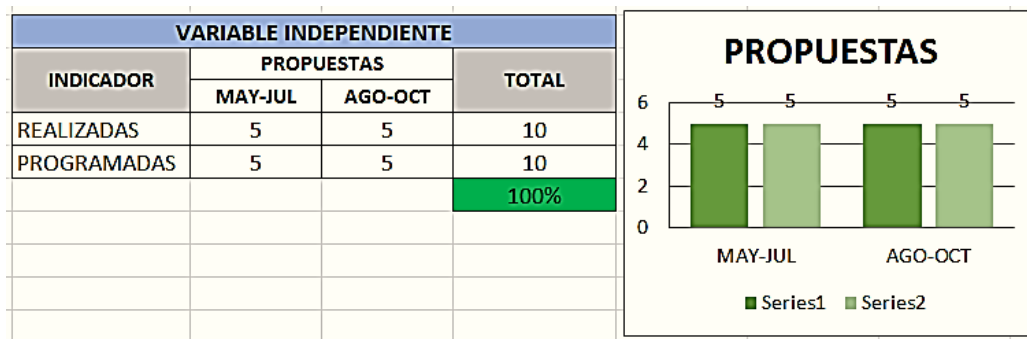 VARIABLE INDEPENDIENTE
INDICADOR PROPUESTAS TOTAL
MAY-JUL AGO-OCT
REALIZADAS 5 5 10
PROGRAMADAS 5 5 10
100%
PROPUESTAS
6
5 5 5 5
4
2
0
MAY-JUL AGO-OCT
Series1 Series2